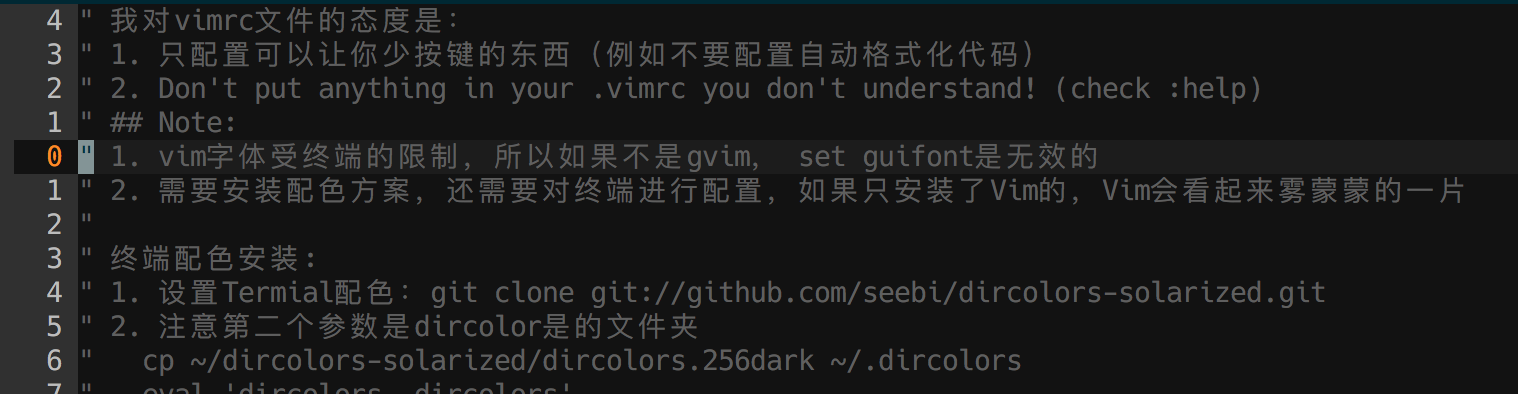 4 " 我对vimrc文件的态度是：
3 " 1. 只配置可以让你少按键的东西（例如不要配置自动格式化代码）
2 " 2. Don't put anything in your .vimrc you don't understand! (check :help)
1 " ## Note:
0 " 1. vim字体受终端的限制，所以如果不是gvim， set guifont是无效的
1 " 2. 需要安装配色方案，还需要对终端进行配置，如果只安装了Vim的，Vim会看起来雾蒙蒙的一片
2 "
3 " 终端配色安装：
4 " 1. 设置Termial配色：git clone git://github.com/seebi/dircolors-solarized.git
5 " 2. 注意第二个参数是dircolor是的文件夹
6 "   cp ~/dircolors-solarized/dircolors.256dark ~/.dircolors
7 "   eval 'dircolors .dircolors'